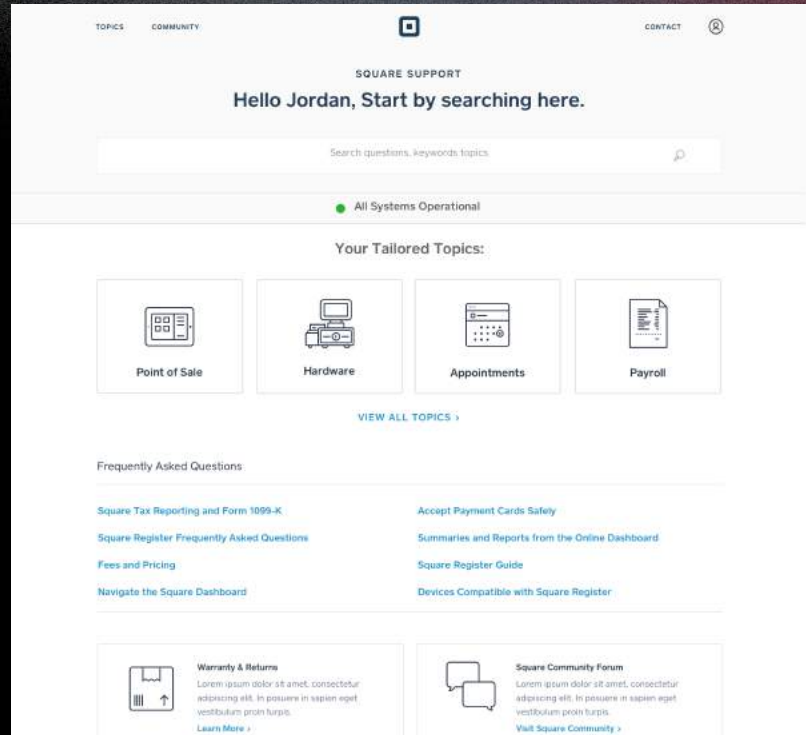 TOPICS COMMUNITY CONTACT
SQUARE SUPPORT
Hello Jordan, Start by searching here.
Search questions, keywords topics
All Systems Operational
Your Tailored Topics:
Point of Sale
Hardware
Appointments
Payroll
VIEW ALL TOPICS ›
Frequently Asked Questions
Square Tax Reporting and Form 1099-K
Accept Payment Cards Safely
Square Register Frequently Asked Questions
Summaries and Reports from the Online Dashboard
Fees and Pricing
Square Register Guide
Navigate the Square Dashboard
Devices Compatible with Square Register
Warranty & Returns
Lorem ipsum dolor sit amet, consectetur
adipiscing elit. In posuere in sapien eget
vestibulum proin turpis.
Learn More ›
Square Community Forum
Lorem ipsum dolor sit amet, consectetur
adipiscing elit. In posuere in sapien eget
vestibulum proin turpis.
Visit Square Community ›